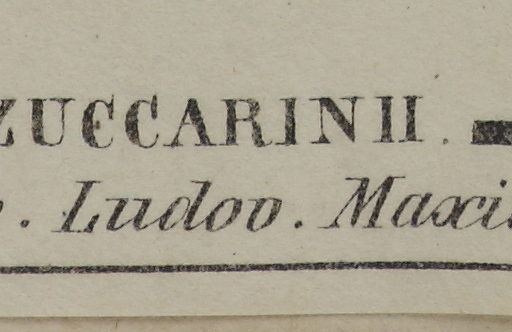 ZUCCARINII.
. Ludov. Maxi